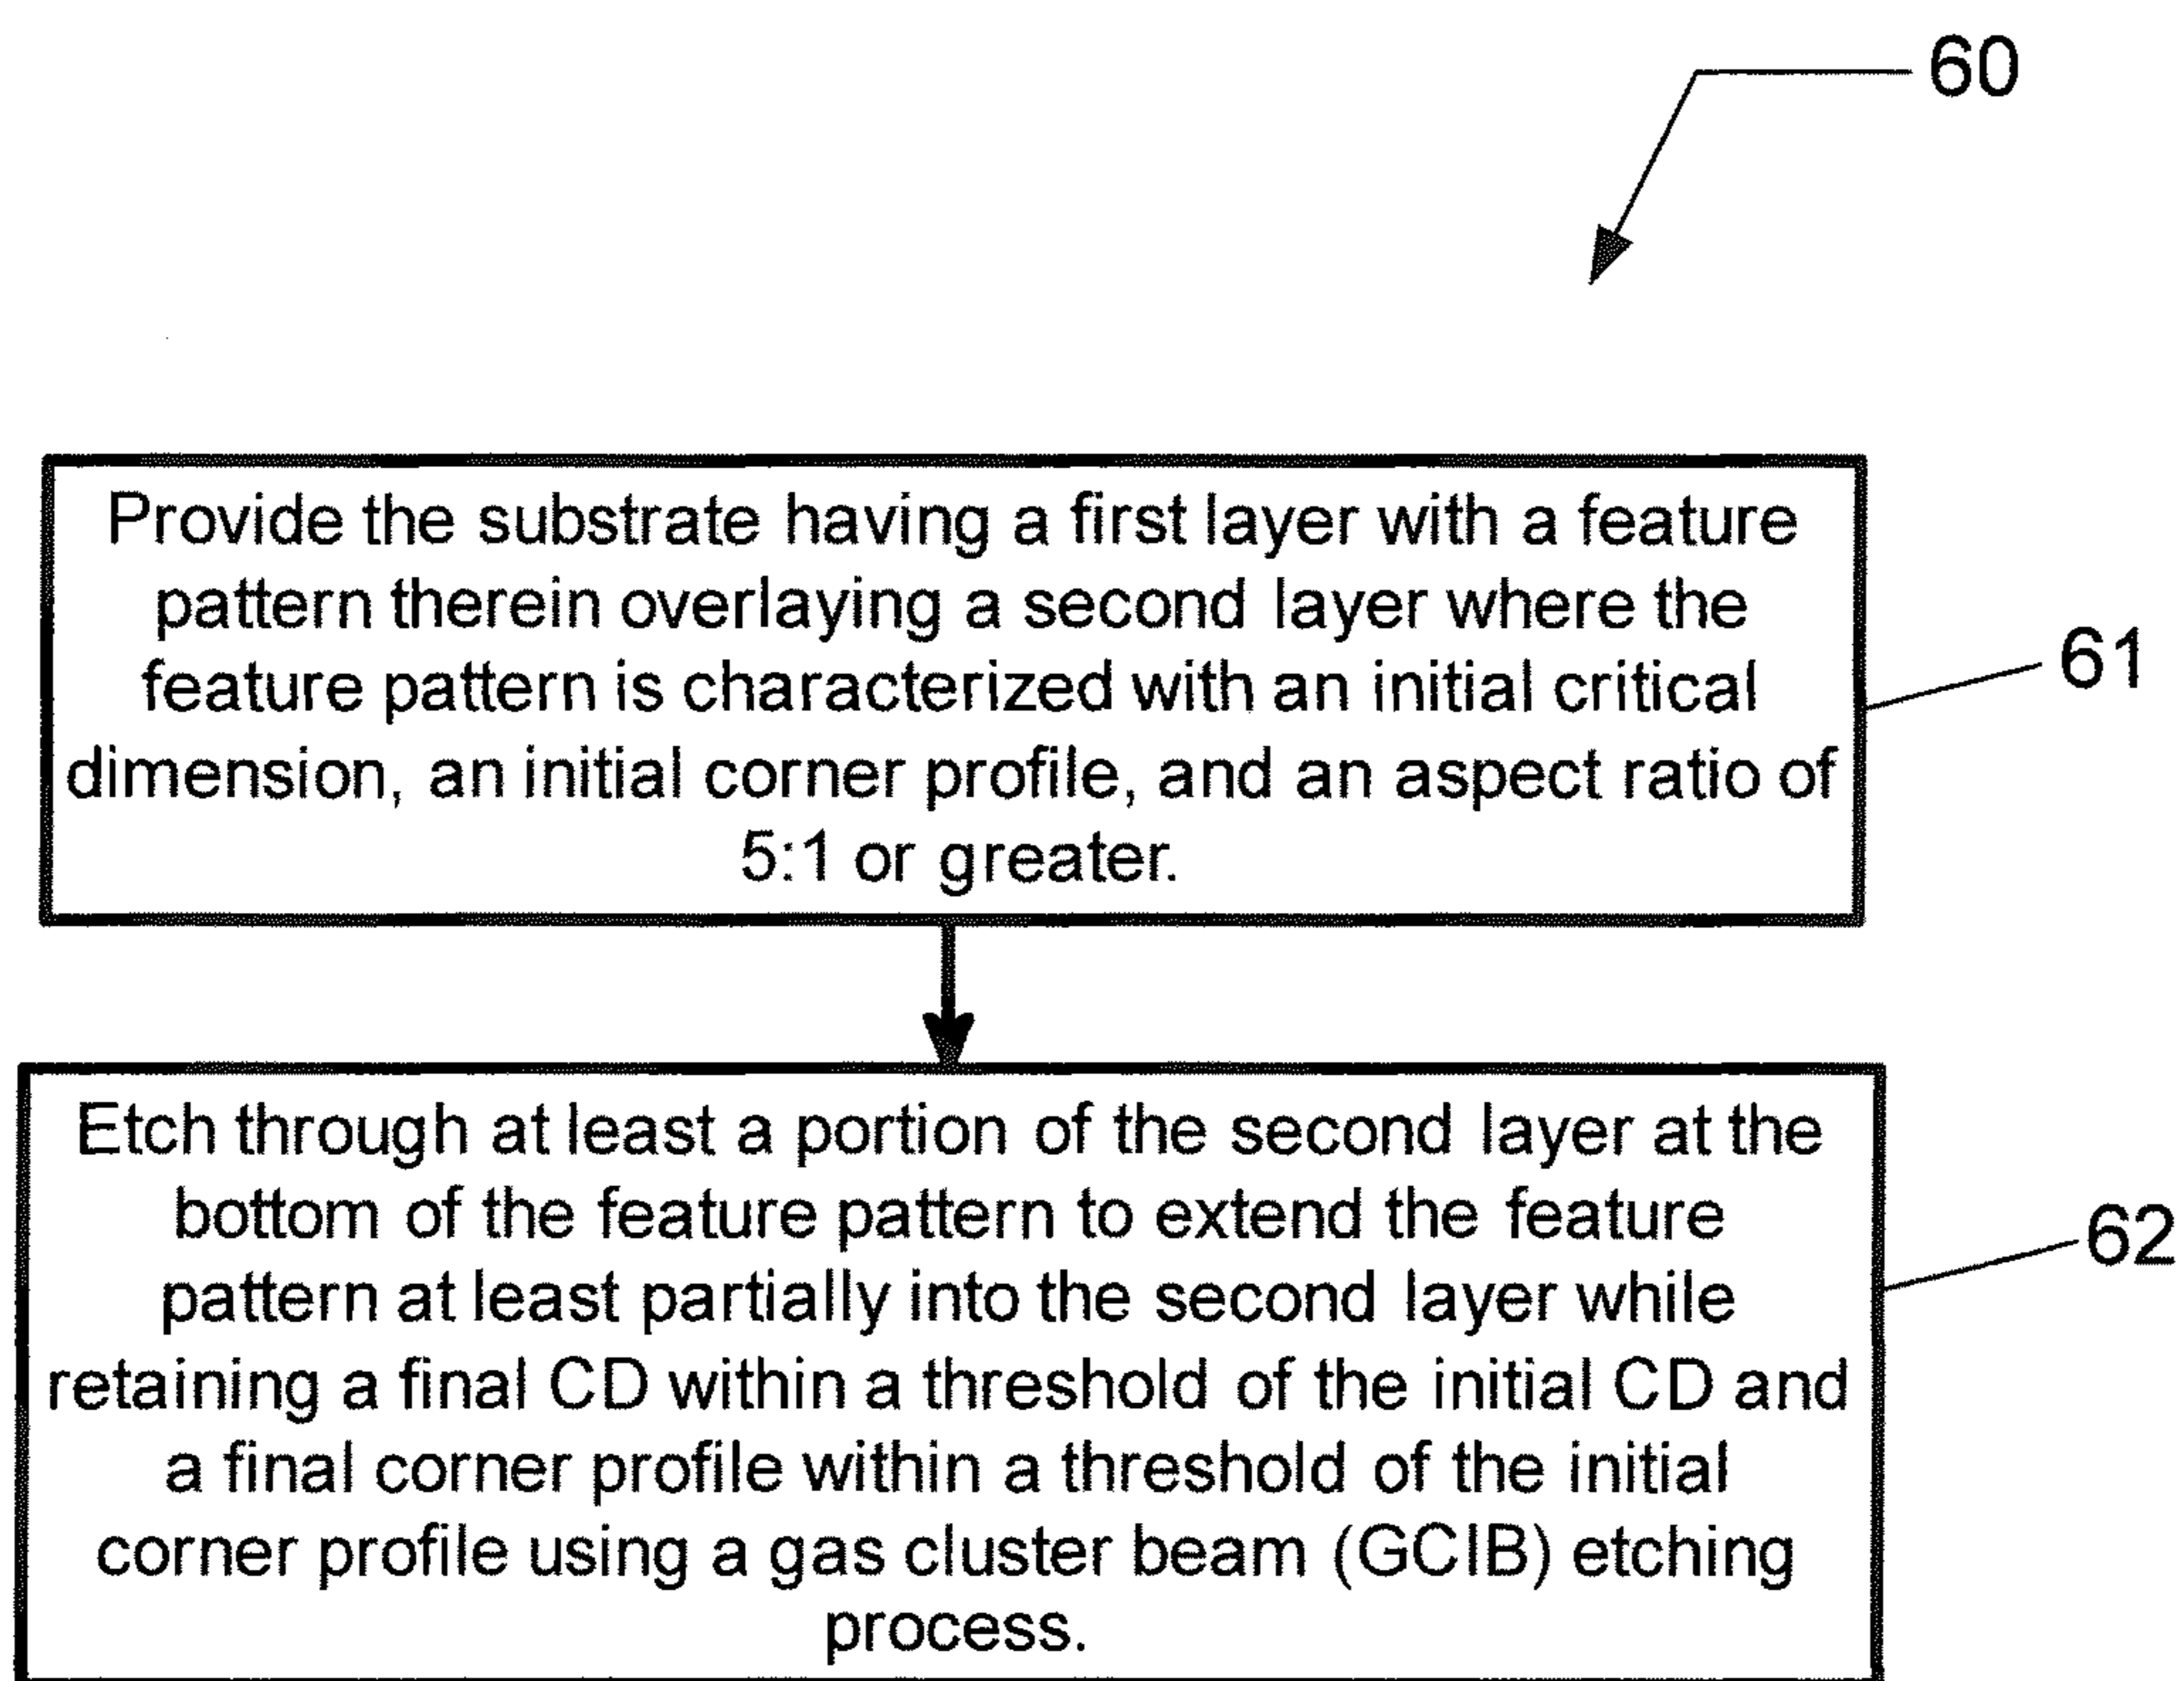 60
Provide the substrate having a first layer with a feature
pattern therein overlaying a second layer where the
feature pattern is characterized with an initial critical
dimension, an initial corner profile, and an aspect ratio of
5:1 or greater.
61
Etch through at least a portion of the second layer at the
bottom of the feature pattern to extend the feature
pattern at least partially into the second layer while
retaining a final CD within a threshold of the initial CD and
a final corner profile within a threshold of the initial
corner profile using a gas cluster beam (GCIB) etching
process.
62